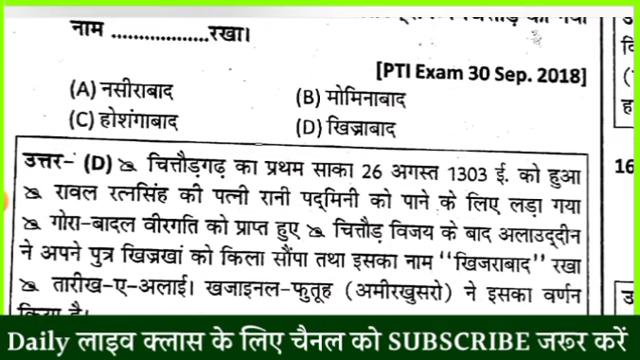 नाम ..................रखा।
[PTI Exam 30 Sep. 2018]
(A) नसीराबाद
(B) मोमिनाबाद
(C) होशंगाबाद
(D) खिज्राबाद
उत्तर- (D) ⯮ चित्तौड़गढ़ का प्रथम साका 26 अगस्त 1303 ई. को हुआ
रावल रत्नसिंह की पत्नी रानी पद्मिनी को पाने के लिए लड़ा गया
गोरा-बादल वीरगति को प्राप्त हुए चित्तौड़ विजय के बाद अलाउद्दीन
ने अपने पुत्र खिज्रखां को किला सौंपा तथा इसका नाम "खिजराबाद" रखा
तारीख-ए-अलाई। खजाइनल-फुतूह (अमीरखुसरो) ने इसका वर्णन
16
Daily लाइव क्लास के लिए चैनल को SUBSCRIBE जरूर करें